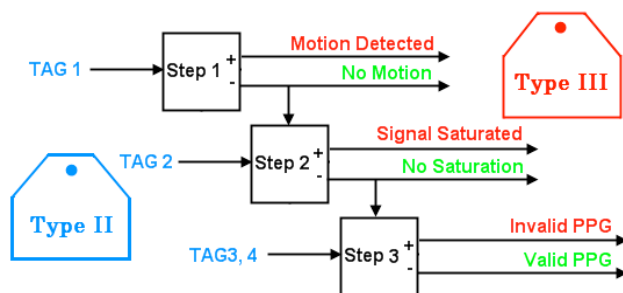 Motion Detected
TAG 1
Step 1
+
-
No Motion
Type III
Signal Saturated
TAG 2
Step 2
+
-
No Saturation
Type II
Invalid PPG
TAG3, 4
Step 3
+
-
Valid PPG